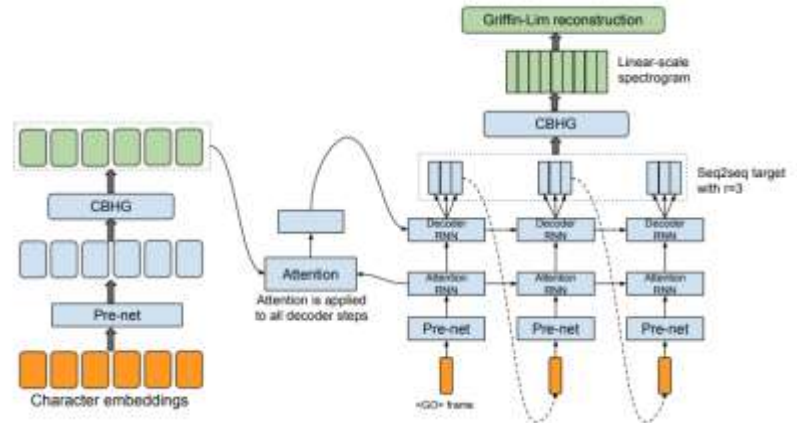 Griffin-Lim reconstruction
Linear-scale
spectrogram
CBHG
Seq2seq target
with r=3
CBHG
Decoder
RNN
Decoder
RNN
Decoder
RNN
Attention
Attention is applied
to all decoder steps
Attention
RNN
Attention
RNN
Attention
RNN
Pre-net
Pre-net
Pre-net
Pre-net
Character embeddings
<GO> frame